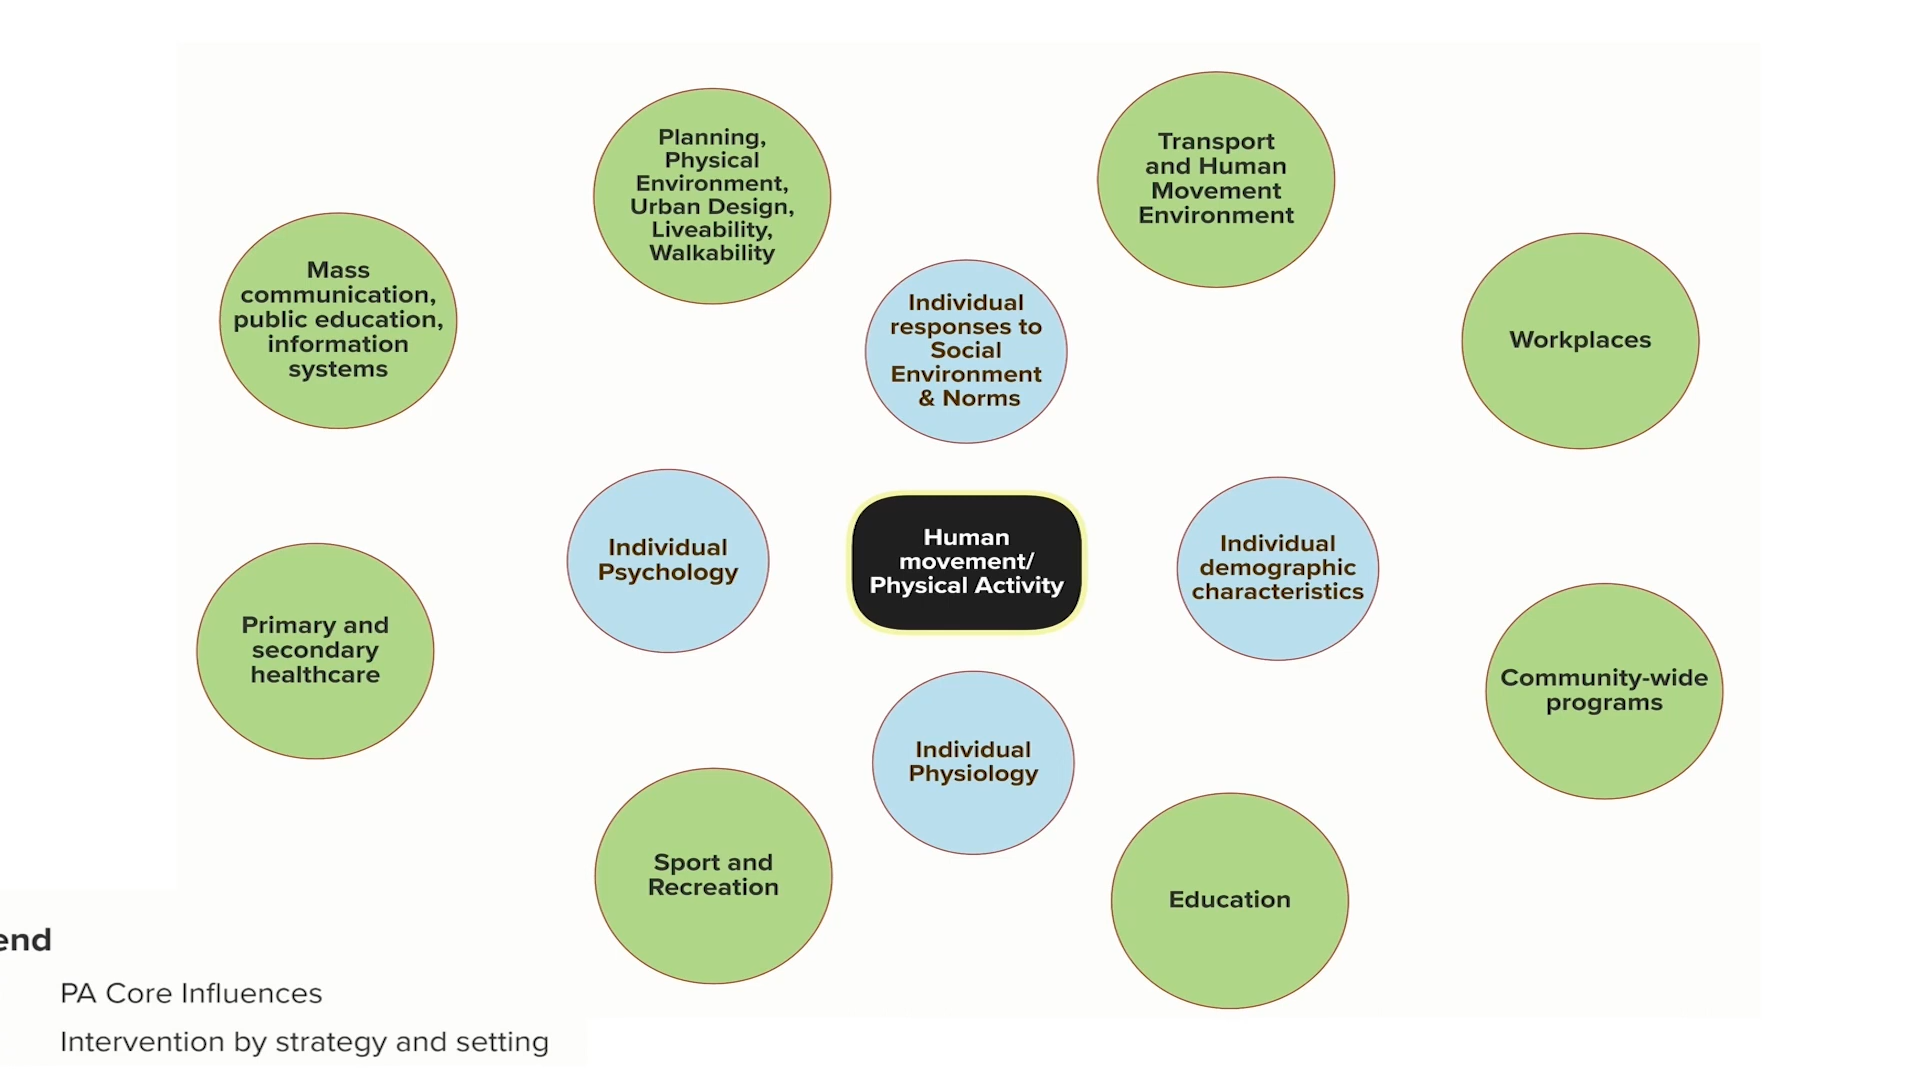 Planning,
Physical
Environment,
Urban Design,
Liveability,
Walkability
Transport
and Human
Movement
Environment
Mass
communication,
public education,
information
systems
Individual
responses to
Social
Environment
& Norms
Workplaces
Individual
Psychology
Human
movement/
Physical Activity
Individual
demographic
characteristics
Primary and
secondary
healthcare
Community-wide
programs
Individual
Physiology
Sport and
Recreation
Education
end
PA Core Influences
Intervention by strategy and setting